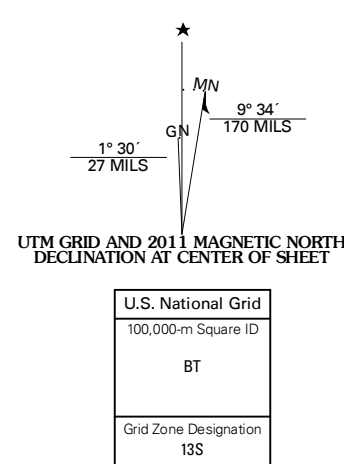 MN
GN
9° 34´
170 MILS
1° 30´
27 MILS
UTM GRID AND 2011 MAGNETIC NORTH
DECLINATION AT CENTER OF SHEET
U.S. National Grid
100,000-m Square ID
BT
Grid Zone Designation
13S